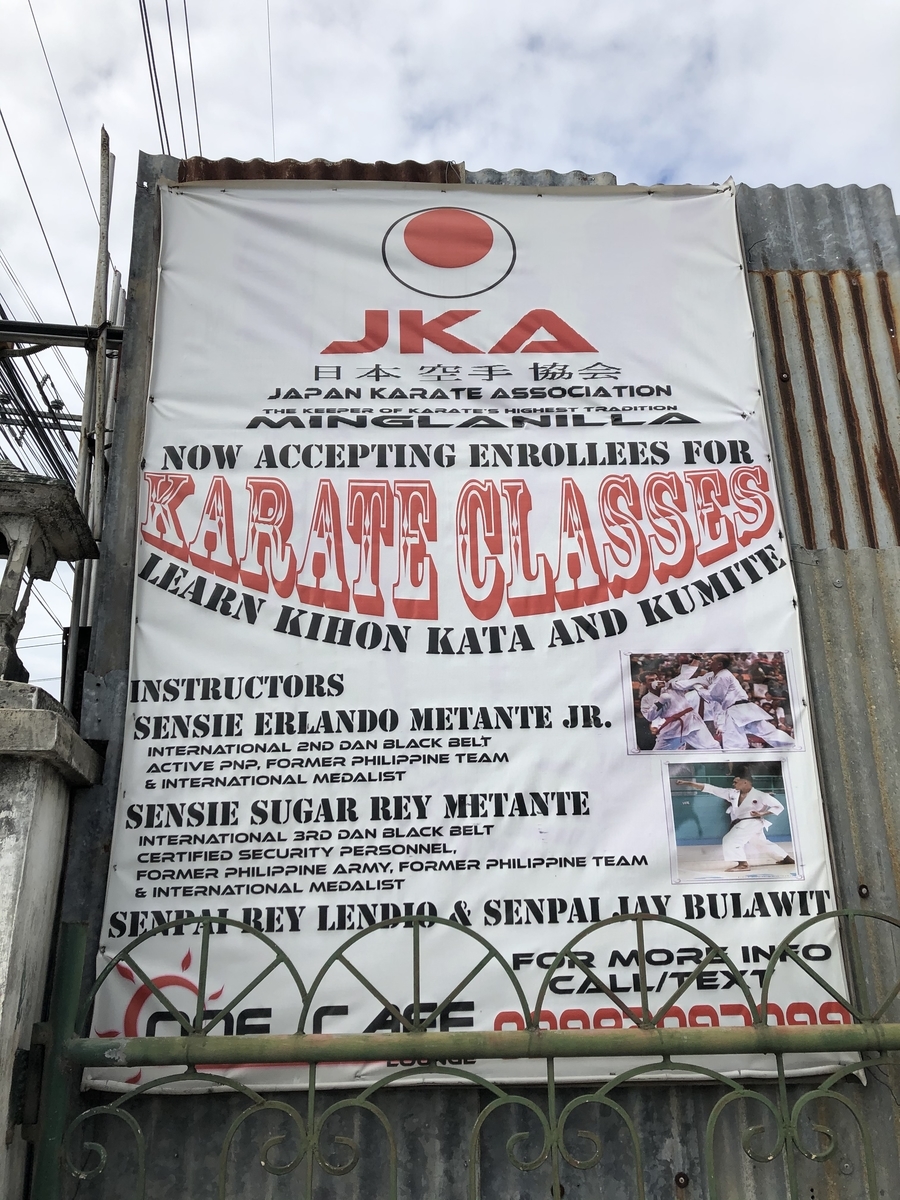 JKA
日本空手協会
JAPAN KARATE ASSOCIATION
THE KEEPER OF KARATE'S HIGHEST TRADITION
MINGLANILLA
NOW ACCEPTING ENROLLEES FOR
KARATE CLASSES
LEARN KIHON KATA AND KUMITE
INSTRUCTORS
SENSIE ERLANDO METANTE JR.
INTERNATIONAL 2ND DAN BLACK BELT
ACTIVE PNP, FORMER PHILIPPINE TEAM
& INTERNATIONAL MEDALIST
SENSIE SUGAR REY METANTE
INTERNATIONAL 3RD DAN BLACK BELT
CERTIFIED SECURITY PERSONNEL,
FORMER PHILIPPINE ARMY, FORMER PHILIPPINE TEAM
& INTERNATIONAL MEDALIST
SENPAI REY LENDIO & SENPAI JAY BULAWIT
FOR MORE INFO
CALL/TEXT
LOUNGE